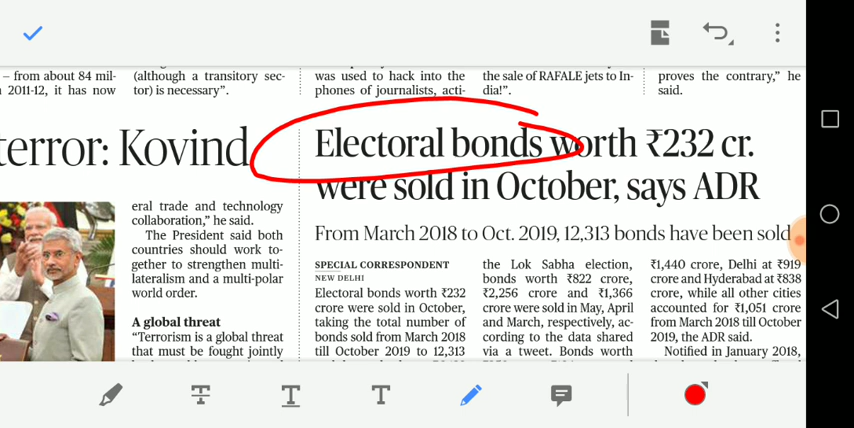 – from about 84 mil-
2011-12, it has now
(although a transitory sec-
tor) is necessary”.
was used to hack into the
phones of journalists, acti-
the sale of RAFALE jets to In-
dia!”.
proves the contrary,” he
said.
terror: Kovind
eral trade and technology
collaboration,” he said.
The President said both
countries should work to-
gether to strengthen multi-
lateralism and a multi-polar
world order.
A global threat
“Terrorism is a global threat
that must be fought jointly
Electoral bonds worth ₹232 cr.
were sold in October, says ADR
From March 2018 to Oct. 2019, 12,313 bonds have been sold
SPECIAL CORRESPONDENT
NEW DELHI
Electoral bonds worth ₹232
crore were sold in October,
taking the total number of
bonds sold from March 2018
till October 2019 to 12,313
the Lok Sabha election,
bonds worth ₹822 crore,
₹2,256 crore and ₹1,366
crore were sold in May, April
and March, respectively, ac-
cording to the data shared
via a tweet. Bonds worth
₹1,440 crore, Delhi at ₹919
crore and Hyderabad at ₹838
crore, while all other cities
accounted for ₹1,051 crore
from March 2018 till October
2019, the ADR said.
Notified in January 2018,
T
T
T